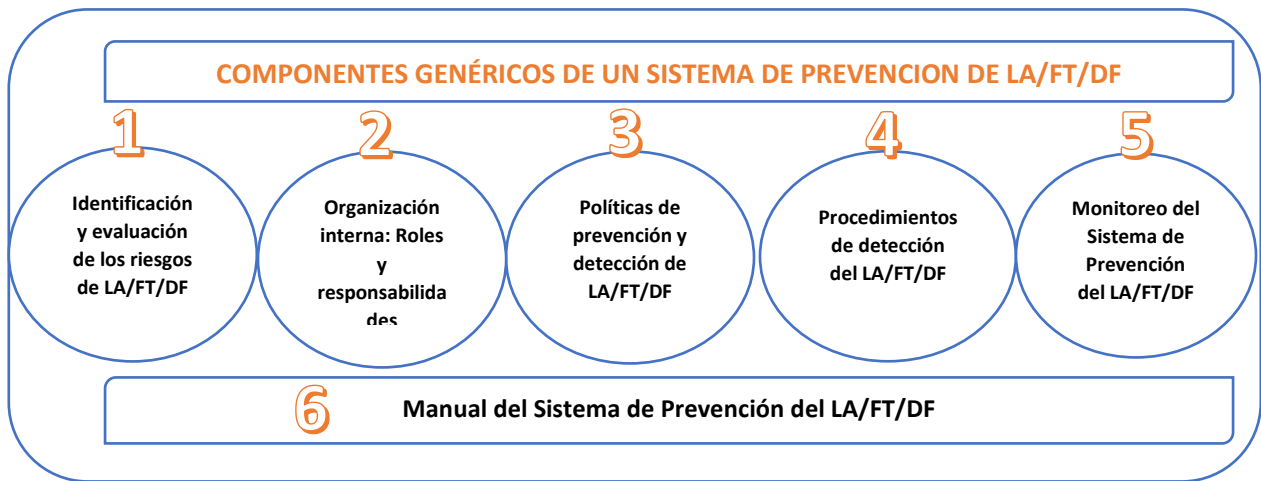 COMPONENTES GENÉRICOS DE UN SISTEMA DE PREVENCION DE LA/FT/DF
1
Identificación
y evaluación
de los riesgos
de LA/FT/DF
2
Organización
interna: Roles
y
responsabilida
des
3
Políticas de
prevención y
detección de
LA/FT/DF
4
Procedimientos
de detección
del LA/FT/DF
5
Monitoreo del
Sistema de
Prevención
del LA/FT/DF
6 Manual del Sistema de Prevención del LA/FT/DF